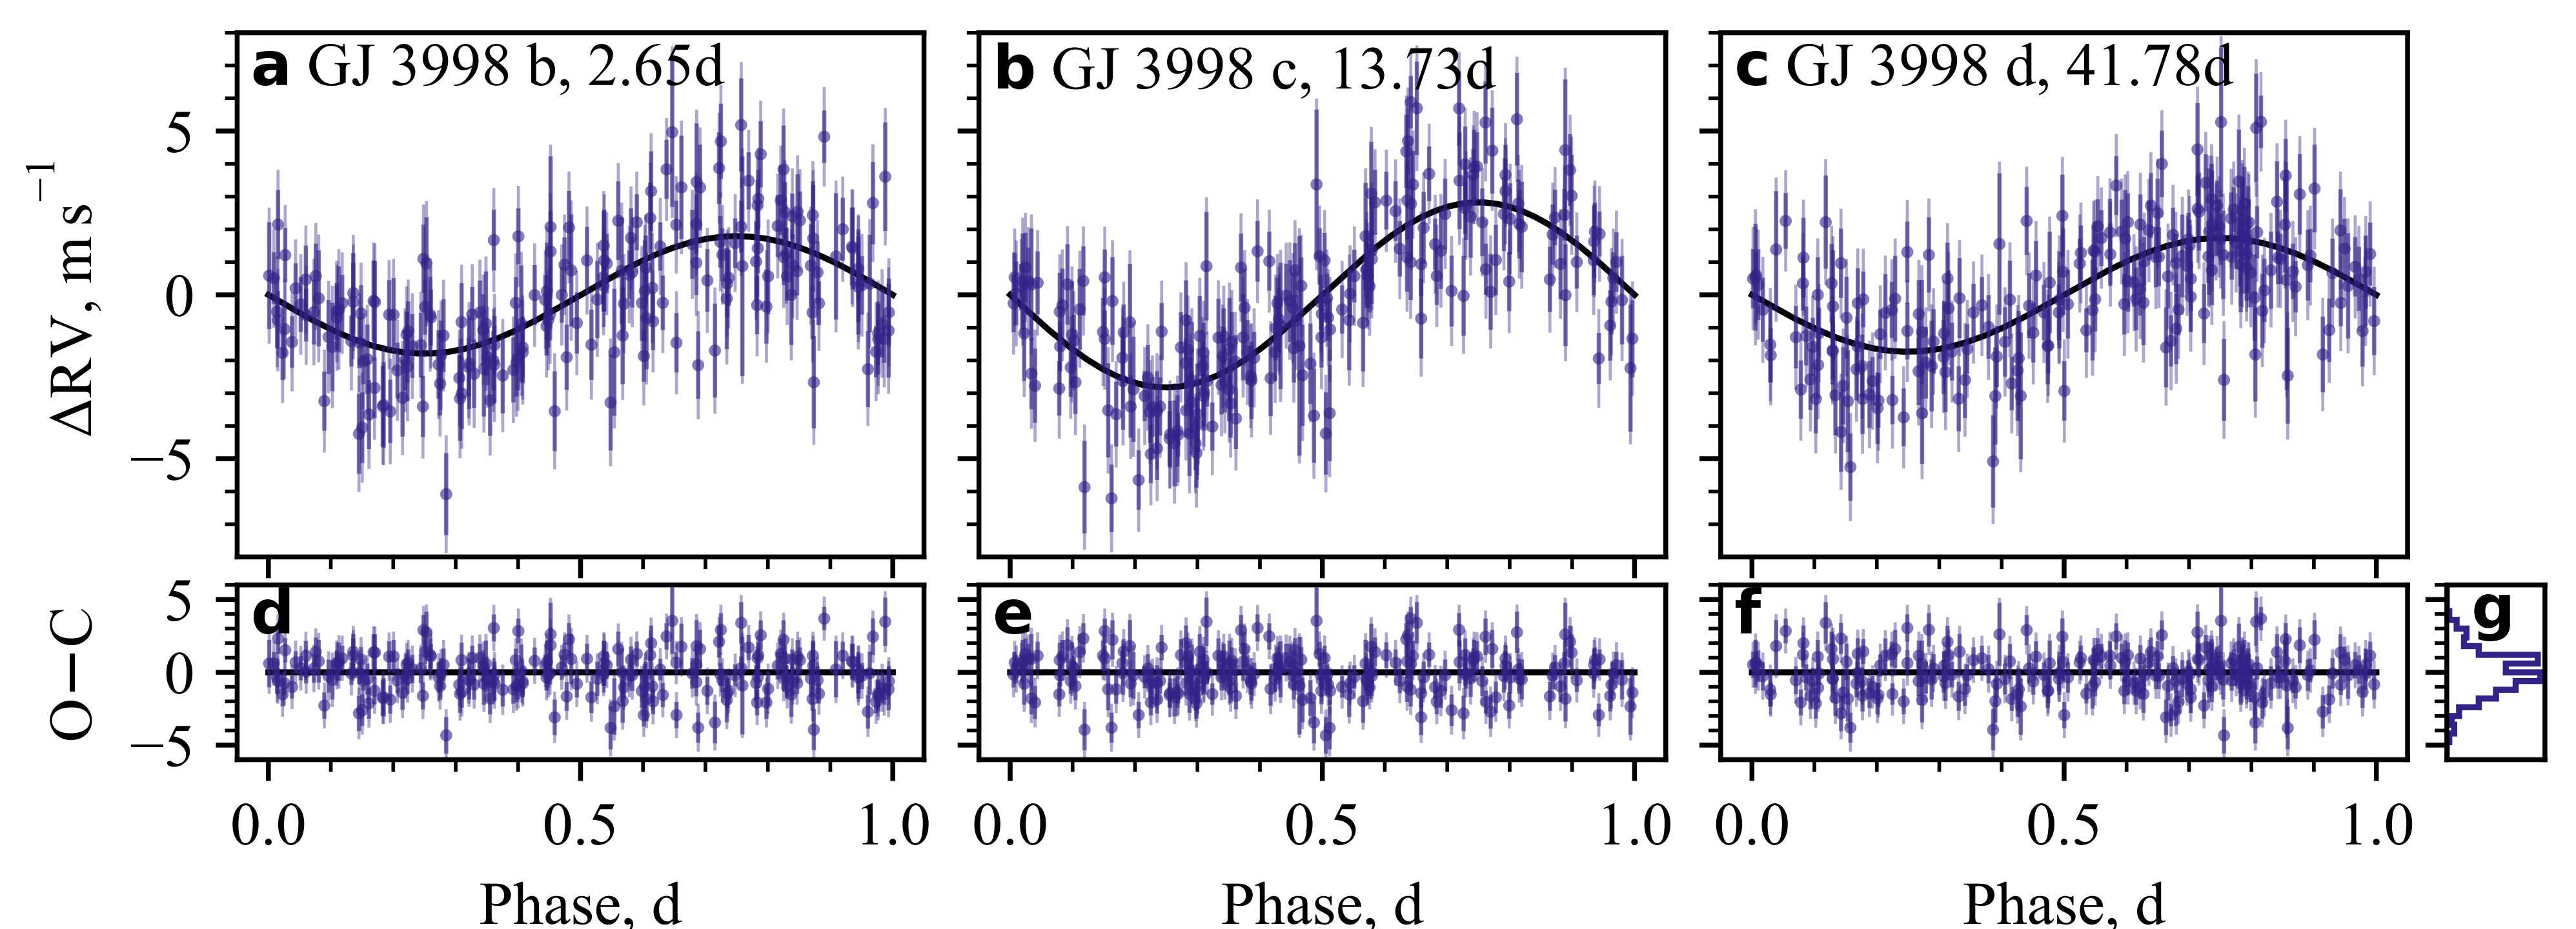 a GJ 3998 b, 2.65d
b GJ 3998 c, 13.73d
c GJ 3998 d, 41.78d
ΔRV, m s⁻¹
5
0
−5
d
e
f
g
O−C
5
0
−5
0.0 0.5 1.0
0.0 0.5 1.0
0.0 0.5 1.0
Phase, d
Phase, d
Phase, d